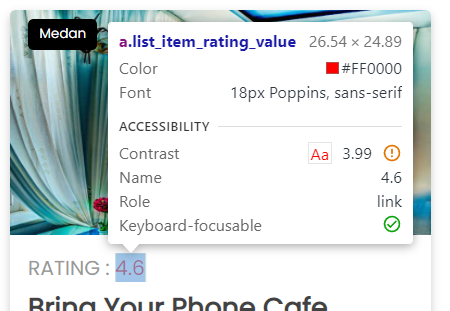 Medan
a.list_item_rating_value 26.54 × 24.89
Color #FF0000
Font 18px Poppins, sans-serif
ACCESSIBILITY
Contrast Aa 3.99
Name 4.6
Role link
Keyboard-focusable
RATING : 4.6
Bring Your Phone Cafe